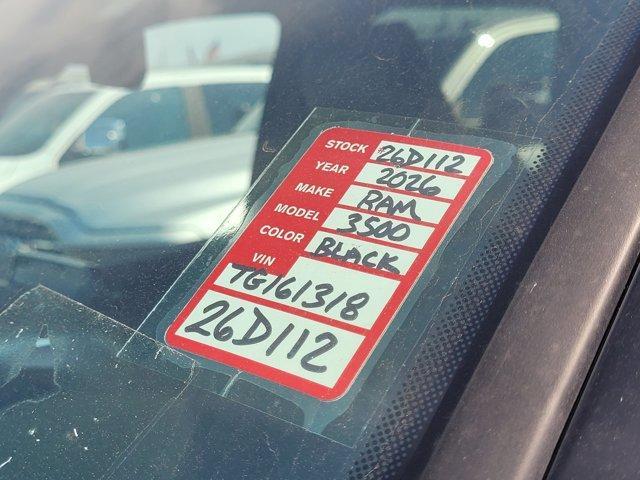 STOCK 26D112
YEAR 2026
MAKE RAM
MODEL 3500
COLOR BLACK
VIN TG161318
26D112